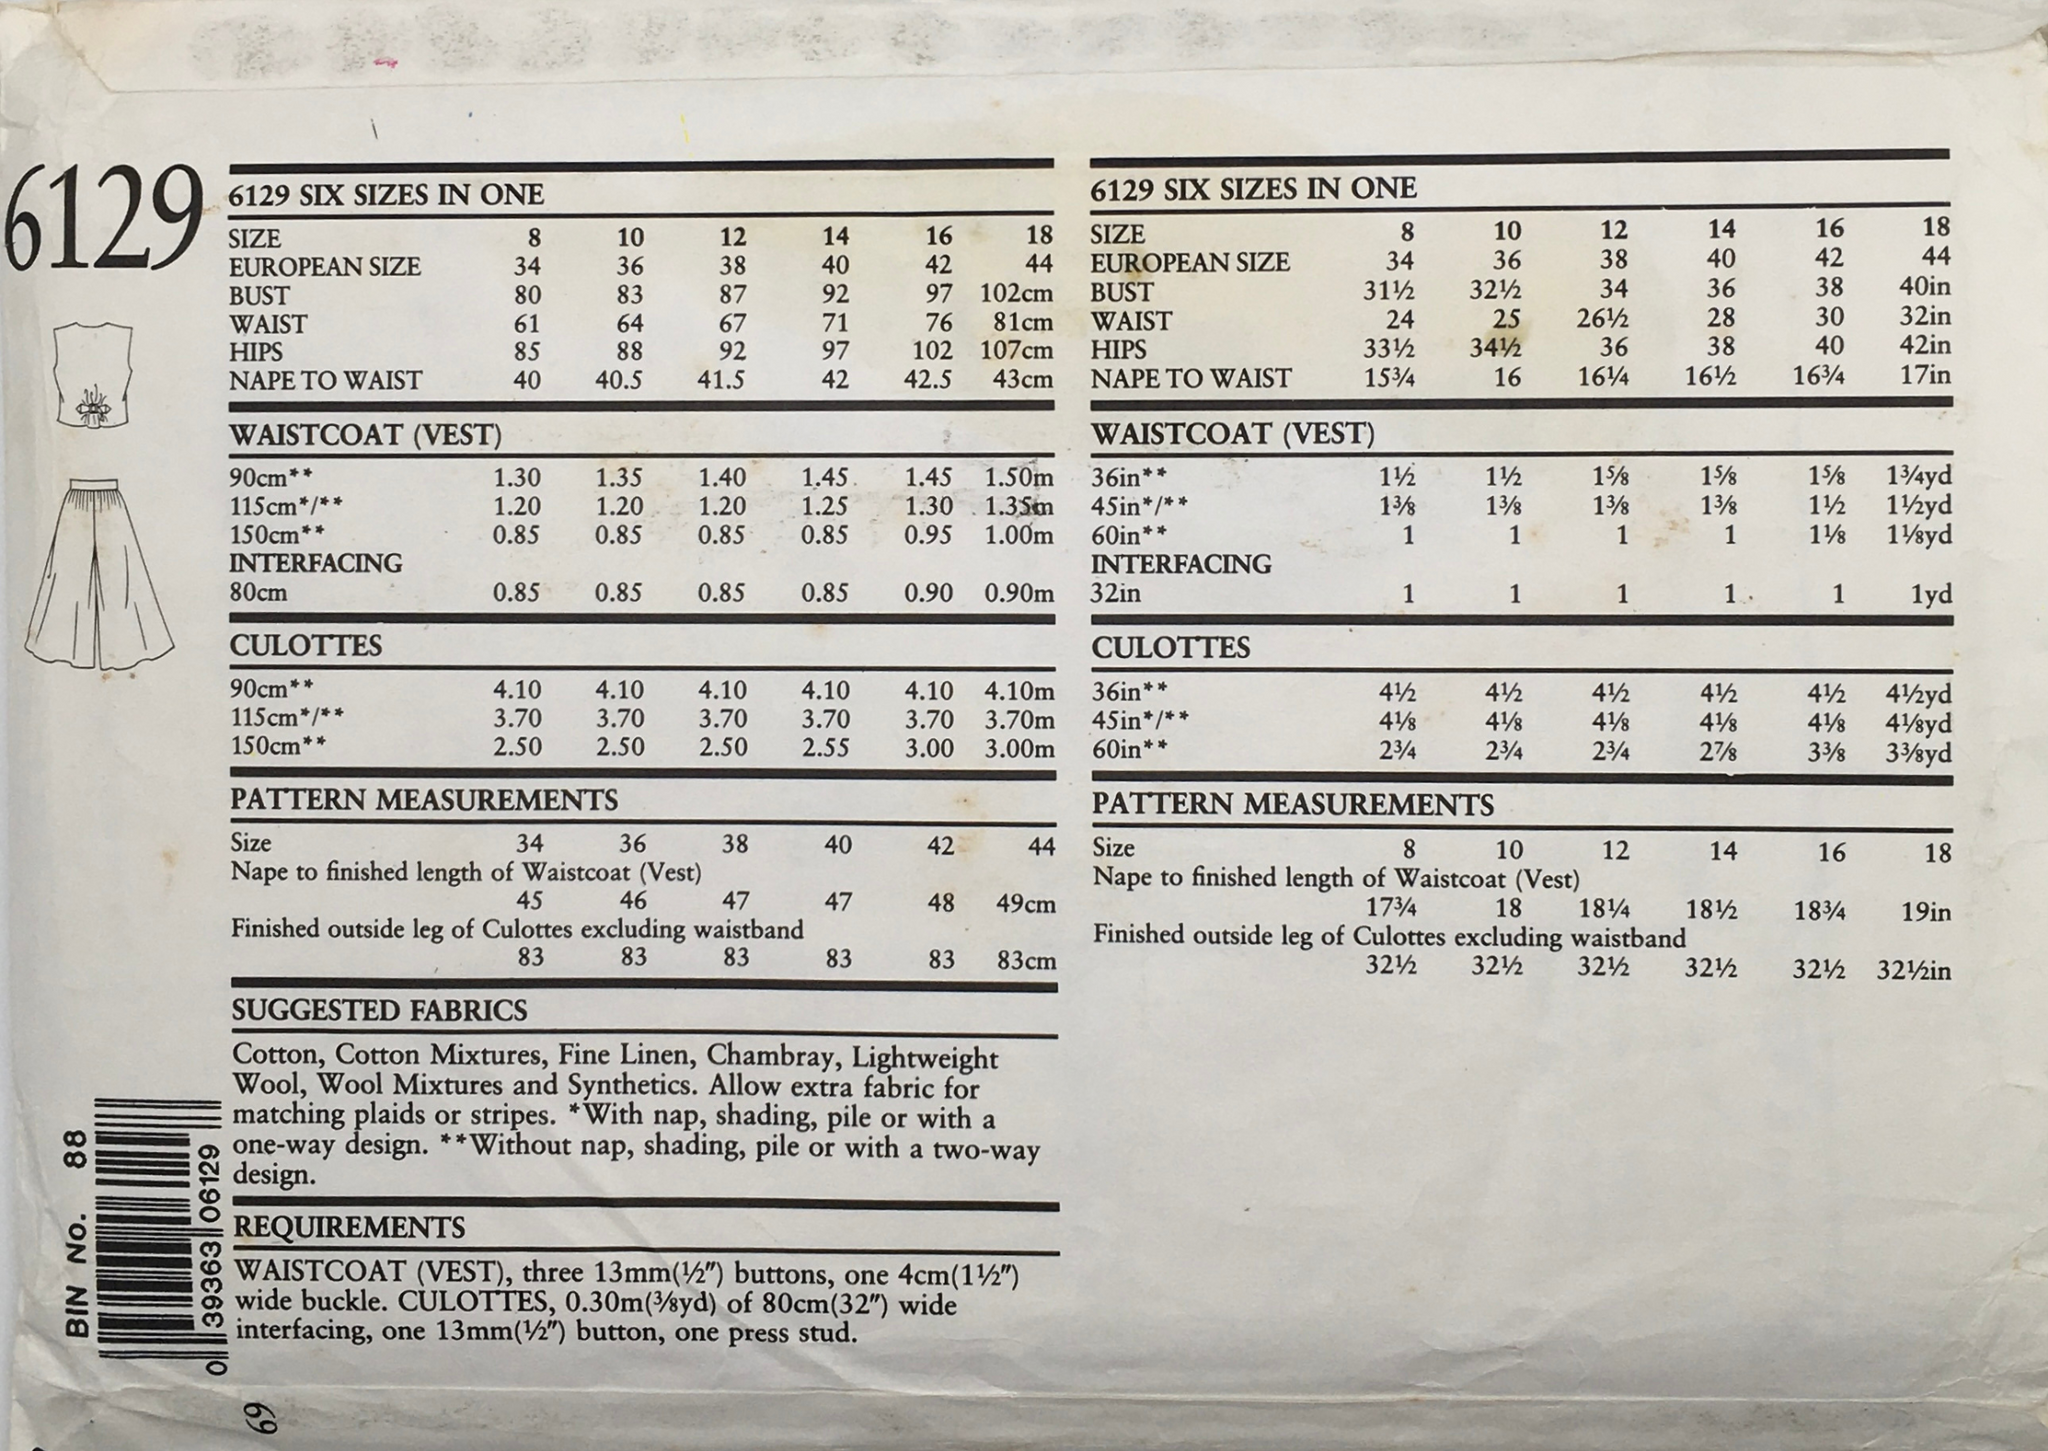 6129
6129 SIX SIZES IN ONE
SIZE 8 10 12 14 16 18
EUROPEAN SIZE 34 36 38 40 42 44
BUST 80 83 87 92 97 102cm
WAIST 61 64 67 71 76 81cm
HIPS 85 88 92 97 102 107cm
NAPE TO WAIST 40 40.5 41.5 42 42.5 43cm
WAISTCOAT (VEST)
90cm** 1.30 1.35 1.40 1.45 1.45 1.50m
115cm*/** 1.20 1.20 1.20 1.25 1.30 1.35m
150cm** 0.85 0.85 0.85 0.85 0.95 1.00m
INTERFACING
80cm 0.85 0.85 0.85 0.85 0.90 0.90m
CULOTTES
90cm** 4.10 4.10 4.10 4.10 4.10 4.10m
115cm*/** 3.70 3.70 3.70 3.70 3.70 3.70m
150cm** 2.50 2.50 2.50 2.55 3.00 3.00m
PATTERN MEASUREMENTS
Size 34 36 38 40 42 44
Nape to finished length of Waistcoat (Vest)
45 46 47 47 48 49cm
Finished outside leg of Culottes excluding waistband
83 83 83 83 83 83cm
SUGGESTED FABRICS
Cotton, Cotton Mixtures, Fine Linen, Chambray, Lightweight
Wool, Wool Mixtures and Synthetics. Allow extra fabric for
matching plaids or stripes. *With nap, shading, pile or with a
one-way design. **Without nap, shading, pile or with a two-way
design.
REQUIREMENTS
WAISTCOAT (VEST), three 13mm(½") buttons, one 4cm(1½")
wide buckle. CULOTTES, 0.30m(⅜yd) of 80cm(32") wide
interfacing, one 13mm(½") button, one press stud.
6129 SIX SIZES IN ONE
SIZE 8 10 12 14 16 18
EUROPEAN SIZE 34 36 38 40 42 44
BUST 31½ 32½ 34 36 38 40in
WAIST 24 25 26½ 28 30 32in
HIPS 33½ 34½ 36 38 40 42in
NAPE TO WAIST 15¾ 16 16¼ 16½ 16¾ 17in
WAISTCOAT (VEST)
36in** 1½ 1½ 1⅝ 1⅝ 1⅝ 1¾yd
45in*/** 1⅜ 1⅜ 1⅜ 1⅜ 1½ 1½yd
60in** 1 1 1 1 1⅛ 1⅛yd
INTERFACING
32in 1 1 1 1 1 1yd
CULOTTES
36in** 4½ 4½ 4½ 4½ 4½ 4½yd
45in*/** 4⅛ 4⅛ 4⅛ 4⅛ 4⅛ 4⅛yd
60in** 2¾ 2¾ 2¾ 2⅞ 3⅜ 3⅜yd
PATTERN MEASUREMENTS
Size 8 10 12 14 16 18
Nape to finished length of Waistcoat (Vest)
17¾ 18 18¼ 18½ 18¾ 19in
Finished outside leg of Culottes excluding waistband
32½ 32½ 32½ 32½ 32½ 32½in
BIN No. 88
0 39363 06129
69